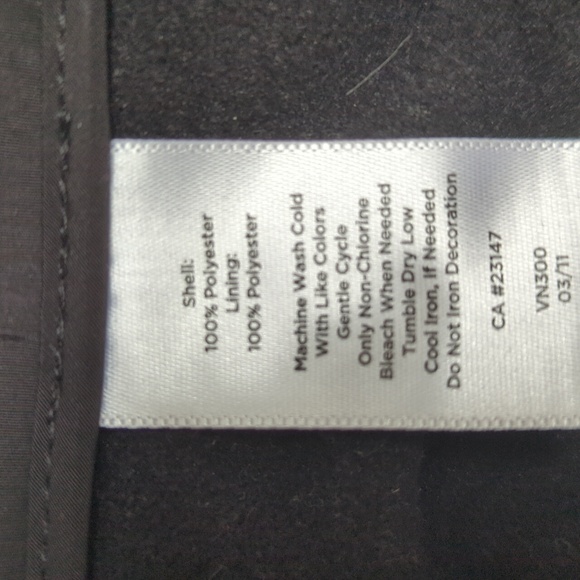 Shell:
100% Polyester
Lining:
100% Polyester
Machine Wash Cold
With Like Colors
Gentle Cycle
Only Non-Chlorine
Bleach When Needed
Tumble Dry Low
Cool Iron, If Needed
Do Not Iron Decoration
CA #23147
VN300
03/11